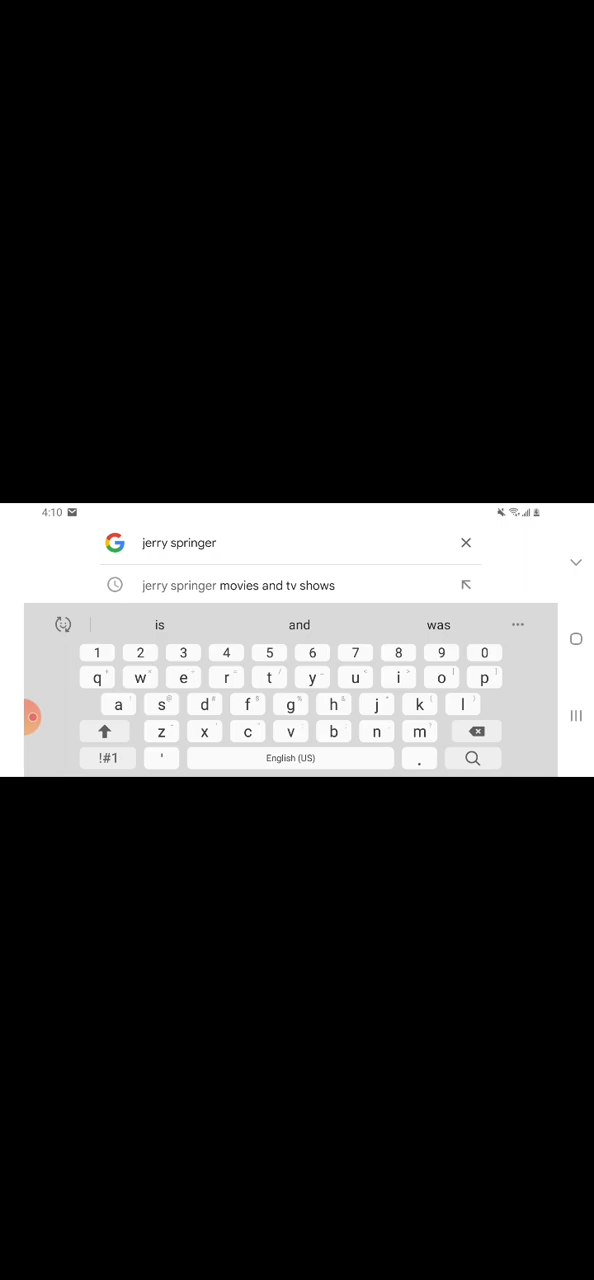 4:10
jerry springer
jerry springer movies and tv shows
is and was
1 2 3 4 5 6 7 8 9 0
q w e r t y u i o p
a s d f g h j k l
z x c v b n m
!#1 ' English (US) .